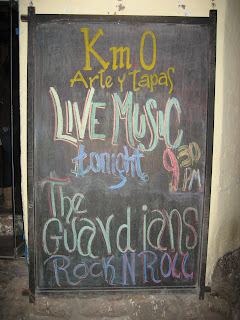 Km.0
Arte y Tapas
LIVE MUSIC
tonight
9:30 PM
The
GuardIans
ROCK N ROLL